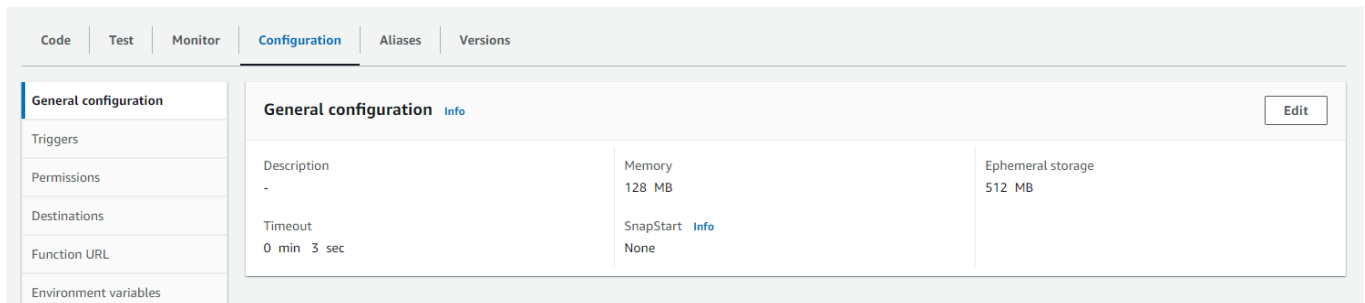 Code Test Monitor Configuration Aliases Versions
General configuration
Triggers
Permissions
Destinations
Function URL
Environment variables
General configuration Info
Edit
Description
-
Timeout
0 min 3 sec
Memory
128 MB
SnapStart Info
None
Ephemeral storage
512 MB